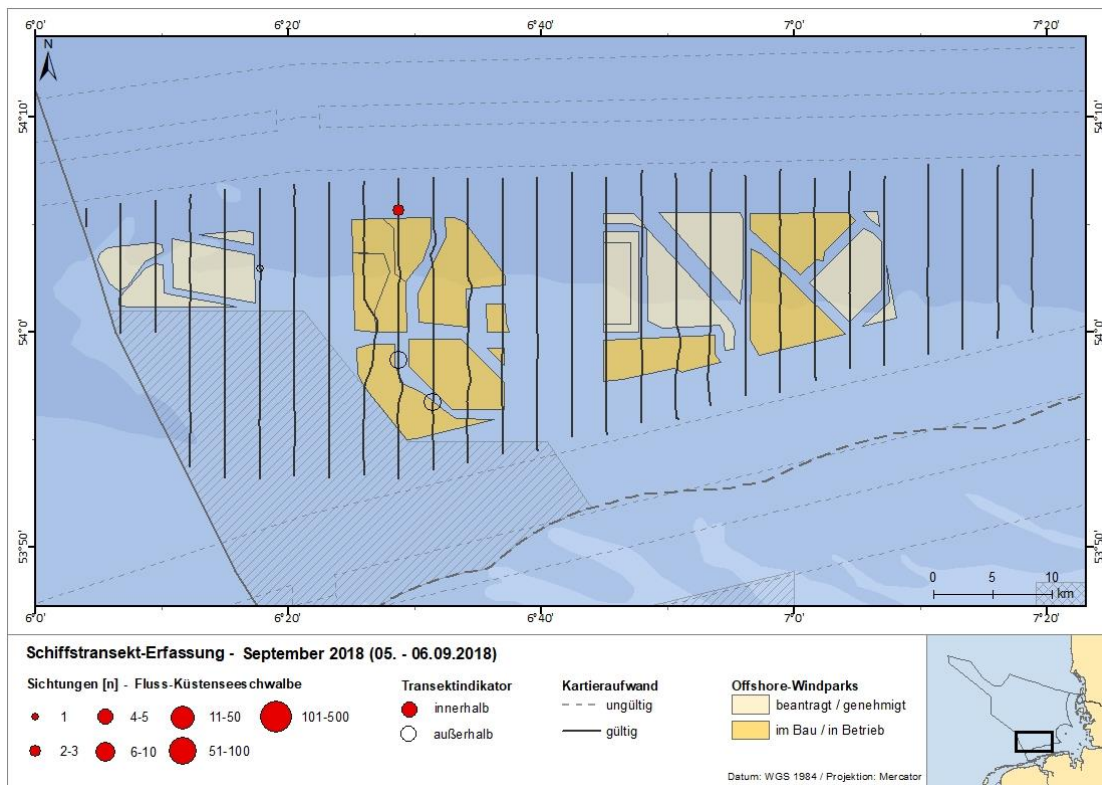 6°0' 6°20' 6°40' 7°0' 7°20'
N
54°10' 54°10'
54°0' 54°0'
53°50' 53°50'
0 5 10
km
6°0' 6°20' 6°40' 7°0' 7°20'
Schiffstransekt-Erfassung - September 2018 (05. - 06.09.2018)
Sichtungen [n] - Fluss-Küstenseeschwalbe
1 4-5 11-50 101-500
2-3 6-10 51-100
Transektindikator
innerhalb
außerhalb
Kartieraufwand
ungültig
gültig
Offshore-Windparks
beantragt / genehmigt
im Bau / in Betrieb
Datum: WGS 1984 / Projektion: Mercator